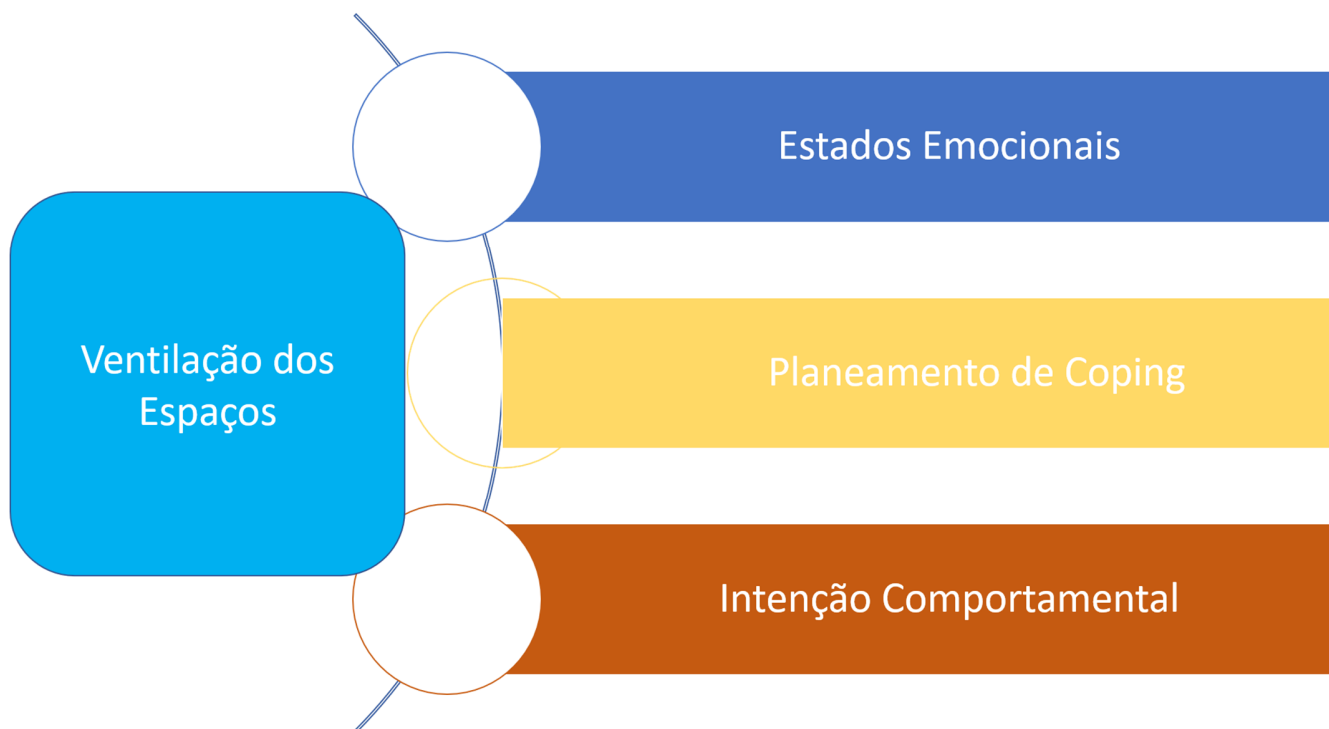 Estados Emocionais
Ventilação dos
Espaços
Planeamento de Coping
Intenção Comportamental